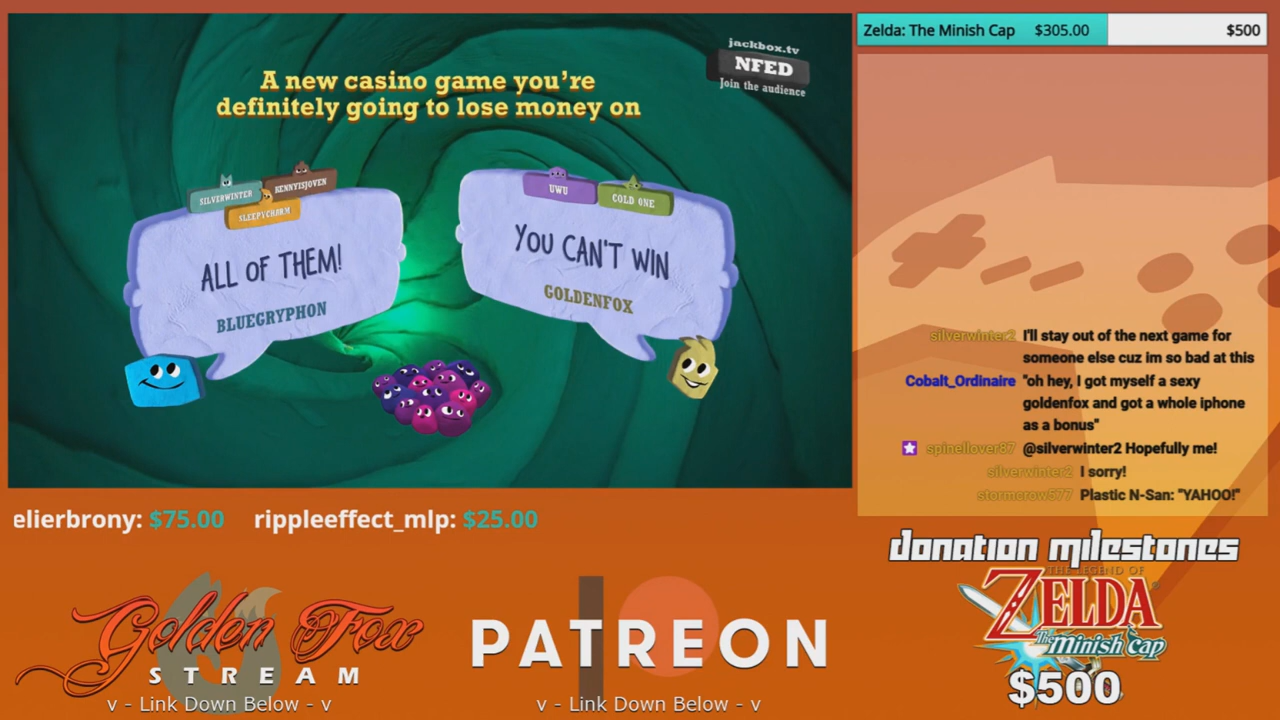 Zelda: The Minish Cap $305.00 $500
jackbox.tv
NFED
Join the audience
A new casino game you're
definitely going to lose money on
SILVERWINTER
KENNYISJOVEN
SLEEPYCHARM
ALL OF THEM!
BLUEGRYPHON
UWU
COLD ONE
YOU CAN'T WIN
GOLDENFOX
silverwinter2 I'll stay out of the next game for
someone else cuz im so bad at this
Cobalt_Ordinaire "oh hey, I got myself a sexy
goldenfox and got a whole iphone
as a bonus"
spinellover87 @silverwinter2 Hopefully me!
silverwinter2 I sorry!
stormcrow577 Plastic N-San: "YAHOO!"
elierbrony: $75.00 rippleeffect_mlp: $25.00
Golden Fox
STREAM
v - Link Down Below - v
PATREON
v - Link Down Below - v
DONATION MILESTONES
THE LEGEND OF
ZELDA
The Minish Cap
$500